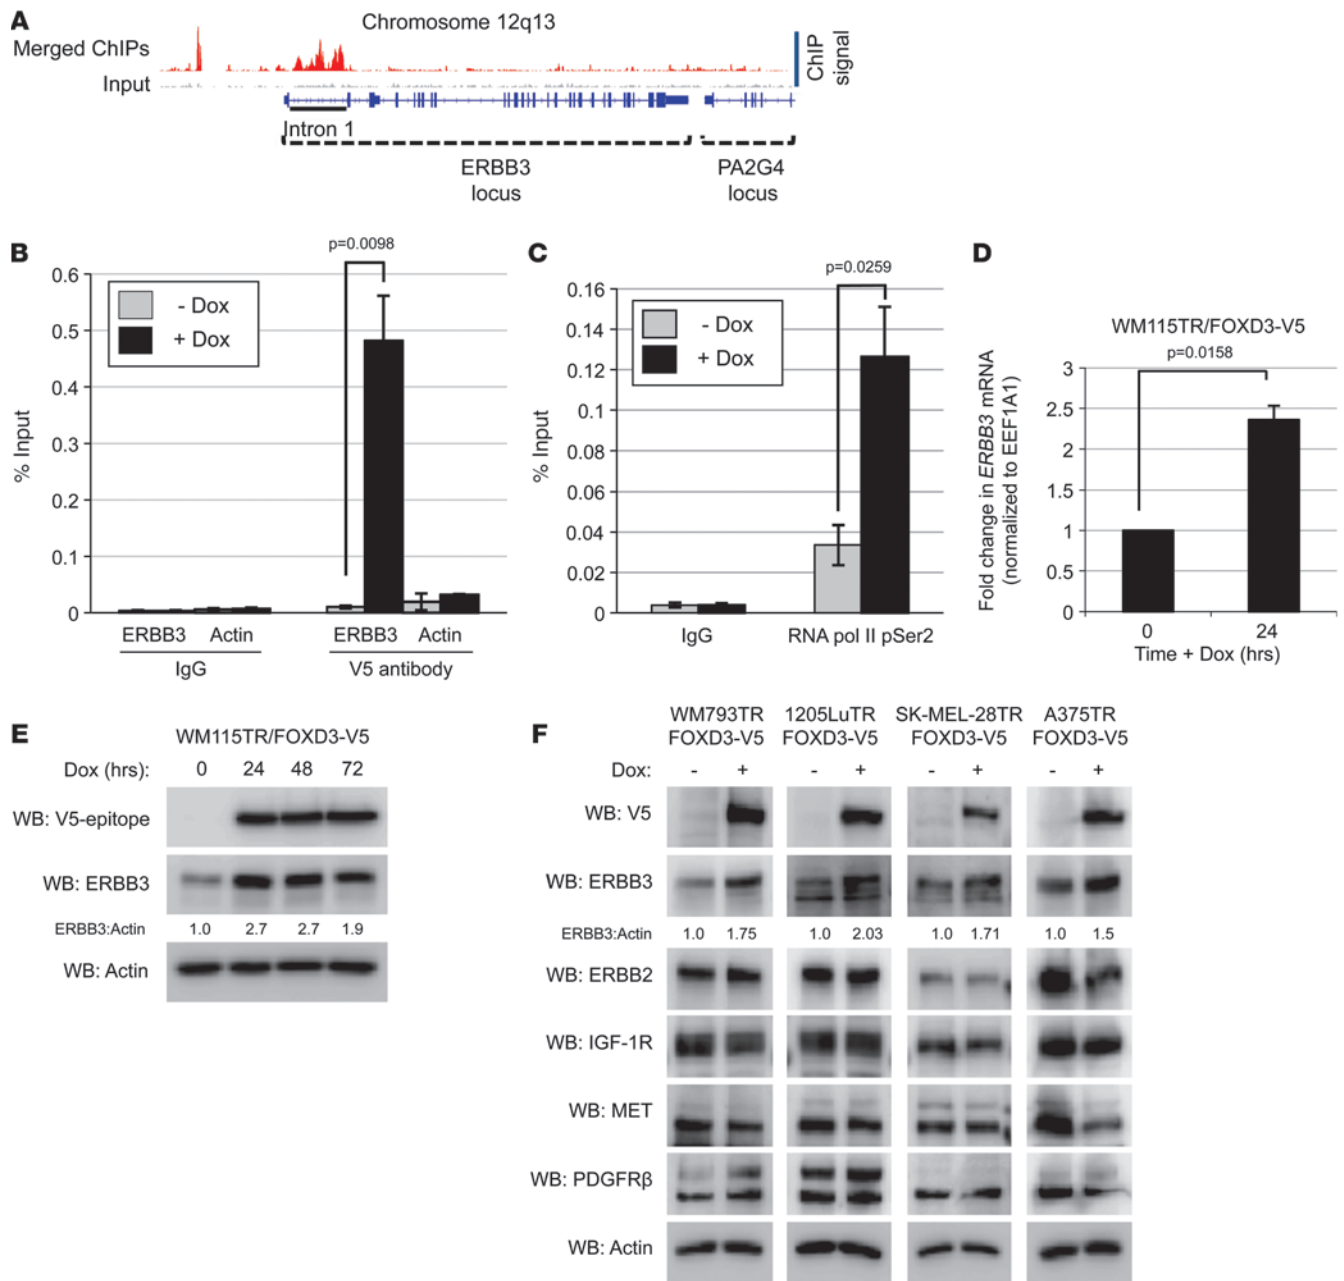 A
Chromosome 12q13
Merged ChIPs
Input
ChIP signal
Intron 1
ERBB3 locus
PA2G4 locus
B
p=0.0098
0.6
0.5
0.4
0.3
0.2
0.1
0
% Input
- Dox
+ Dox
ERBB3 Actin ERBB3 Actin
IgG V5 antibody
C
p=0.0259
0.16
0.14
0.12
0.1
0.08
0.06
0.04
0.02
0
% Input
- Dox
+ Dox
IgG RNA pol II pSer2
D
WM115TR/FOXD3-V5
p=0.0158
3
2.5
2
1.5
1
0.5
0
Fold change in ERBB3 mRNA
(normalized to EEF1A1)
0 24
Time + Dox (hrs)
E
WM115TR/FOXD3-V5
Dox (hrs): 0 24 48 72
WB: V5-epitope
WB: ERBB3
ERBB3:Actin 1.0 2.7 2.7 1.9
WB: Actin
F
WM793TR 1205LuTR SK-MEL-28TR A375TR
FOXD3-V5 FOXD3-V5 FOXD3-V5 FOXD3-V5
Dox: - + - + - + - +
WB: V5
WB: ERBB3
ERBB3:Actin 1.0 1.75 1.0 2.03 1.0 1.71 1.0 1.5
WB: ERBB2
WB: IGF-1R
WB: MET
WB: PDGFRβ
WB: Actin